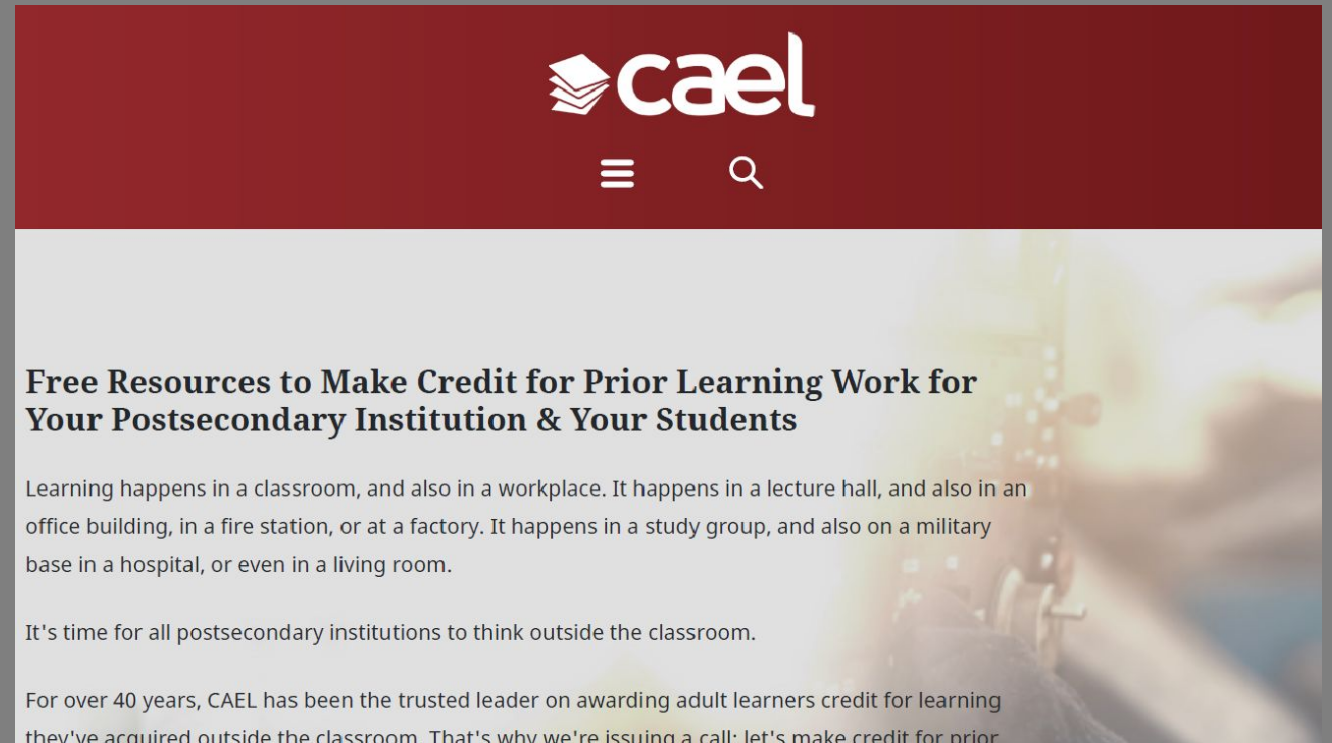 cael
Free Resources to Make Credit for Prior Learning Work for
Your Postsecondary Institution & Your Students
Learning happens in a classroom, and also in a workplace. It happens in a lecture hall, and also in an
office building, in a fire station, or at a factory. It happens in a study group, and also on a military
base in a hospital, or even in a living room.
It's time for all postsecondary institutions to think outside the classroom.
For over 40 years, CAEL has been the trusted leader on awarding adult learners credit for learning
they've acquired outside the classroom. That's why we're issuing a call: let's make credit for prior